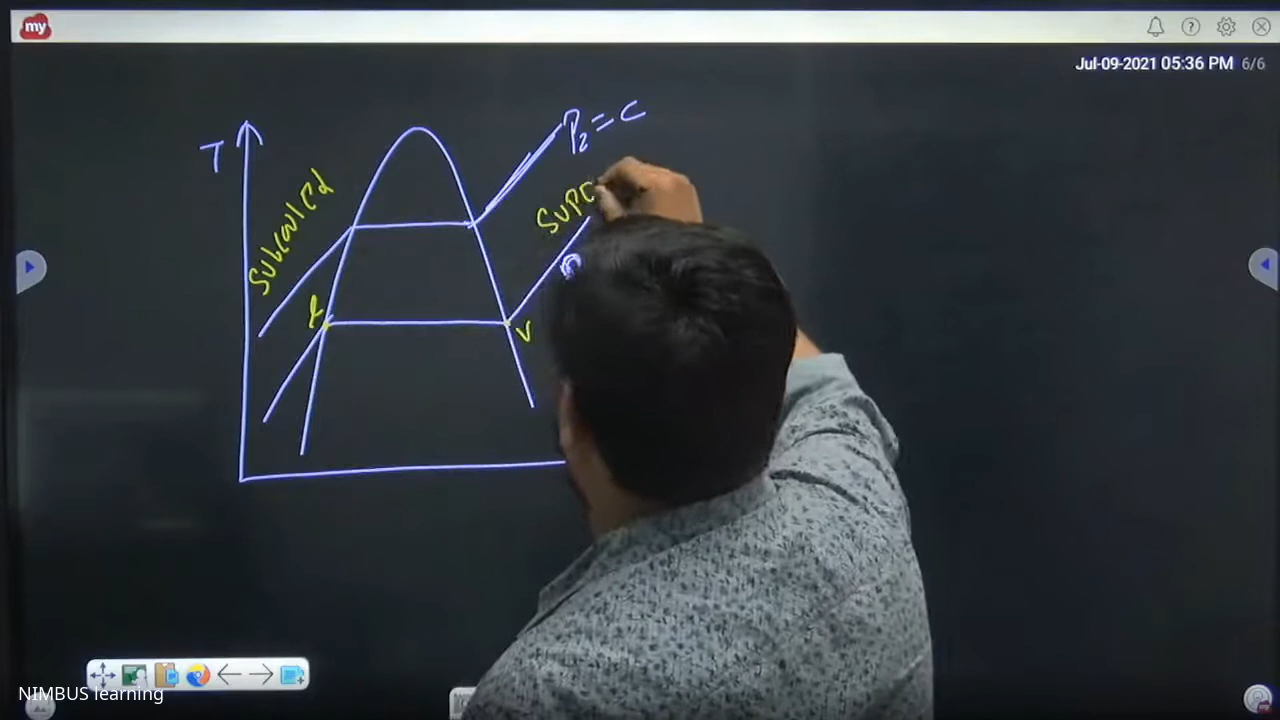 my
Jul-09-2021 05:36 PM 6/6
T
Subcooled
P2 = C
Supe
l
v
NIMBUS learning